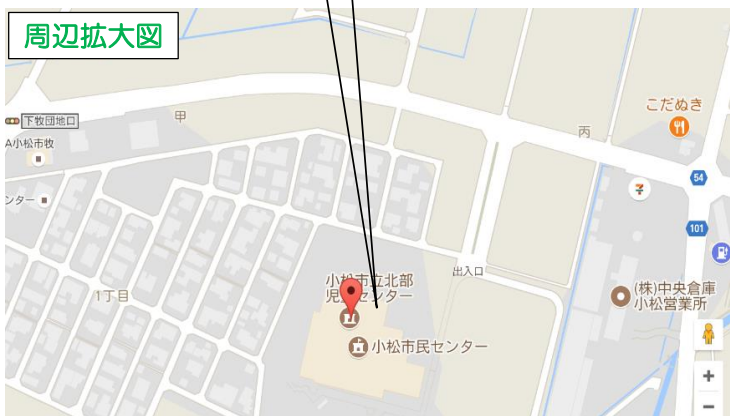 周辺拡大図
こだぬき
甲
下牧団地口
丙
A小松市牧
54
ンター
7
101
出入口
小松市立北部
児童センター
(株)中央倉庫
小松営業所
1丁目
小松市民センター
+
−